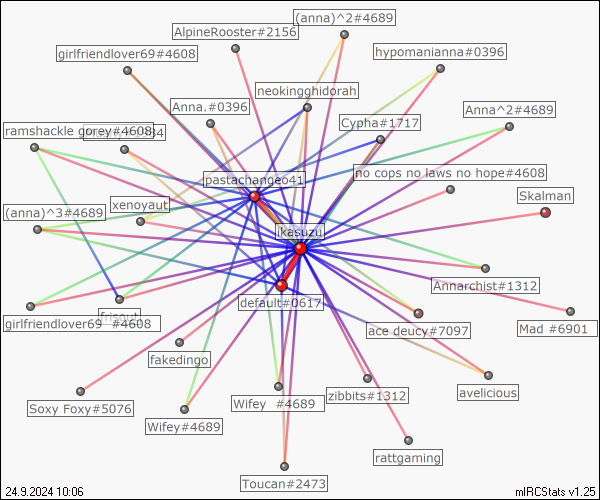 (anna)^2#4689
AlpineRooster#2156
girlfriendlover69#4608
hypomanianna#0396
neokingghidorah
Anna.#0396
Anna^2#4689
Cypha#1717
ramshackle gorey#4608
no cops no laws no hope#4608
pastachangeo41
Skalman
xenoyaut
(anna)^3#4689
ikasuzu
Annarchist#1312
default#0617
frisout
girlfriendlover69 #4608
ace deucy#7097
Mad #6901
fakedingo
zibbits#1312
avelicious
Soxy Foxy#5076
Wifey #4689
Wifey#4689
rattgaming
Toucan#2473
24.9.2024 10:06
mIRCStats v1.25